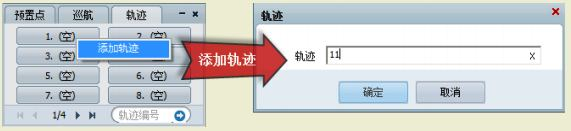 预置点 巡航 轨迹
1. (空) 2. (空)
添加轨迹
3. (空)
5. (空) 6. (空)
7. (空) 8. (空)
1/4 轨迹编号
添加轨迹
轨迹
轨迹 11 X
确定 取消